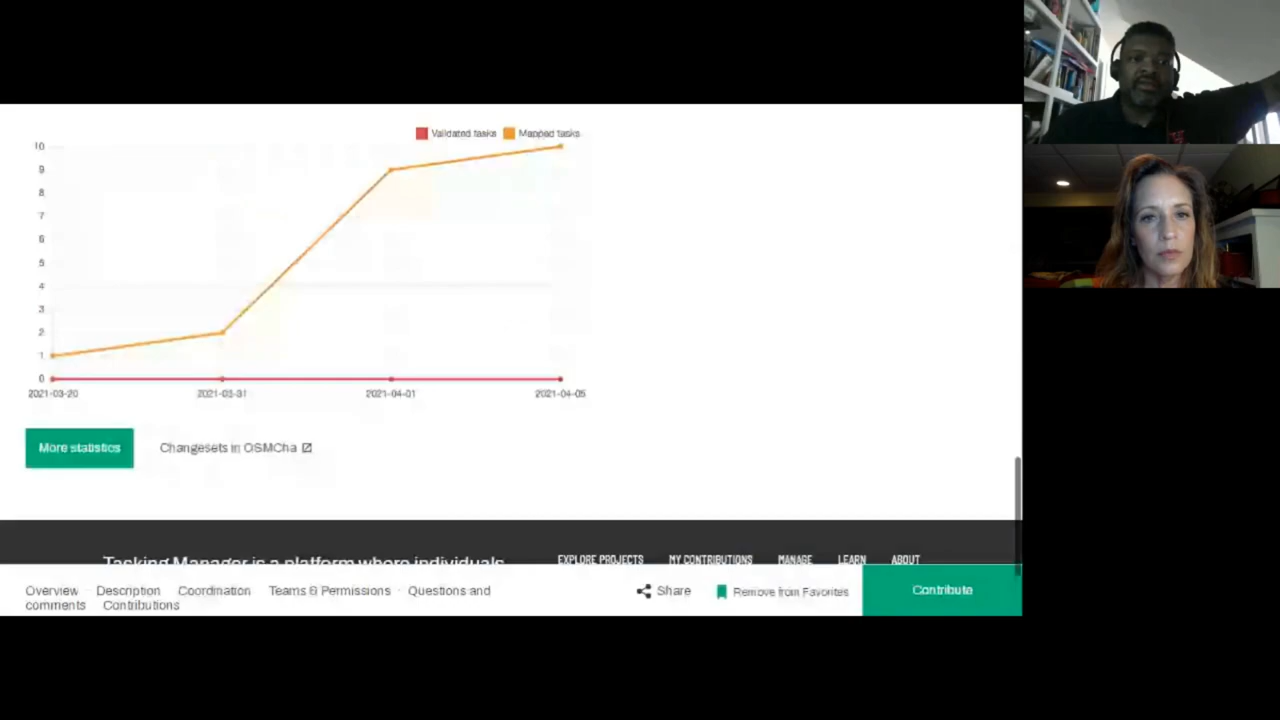 Validated tasks Mapped tasks
10
9
8
7
6
5
4
3
2
1
0
2021-03-20 2021-03-31 2021-04-01 2021-04-05
More statistics Changesets in OSMCha
Tasking Manager is a platform where individuals
EXPLORE PROJECTS MY CONTRIBUTIONS MANAGE LEARN ABOUT
Overview · Description Coordination Teams & Permissions · Questions and
comments Contributions
Share Remove from Favorites Contribute